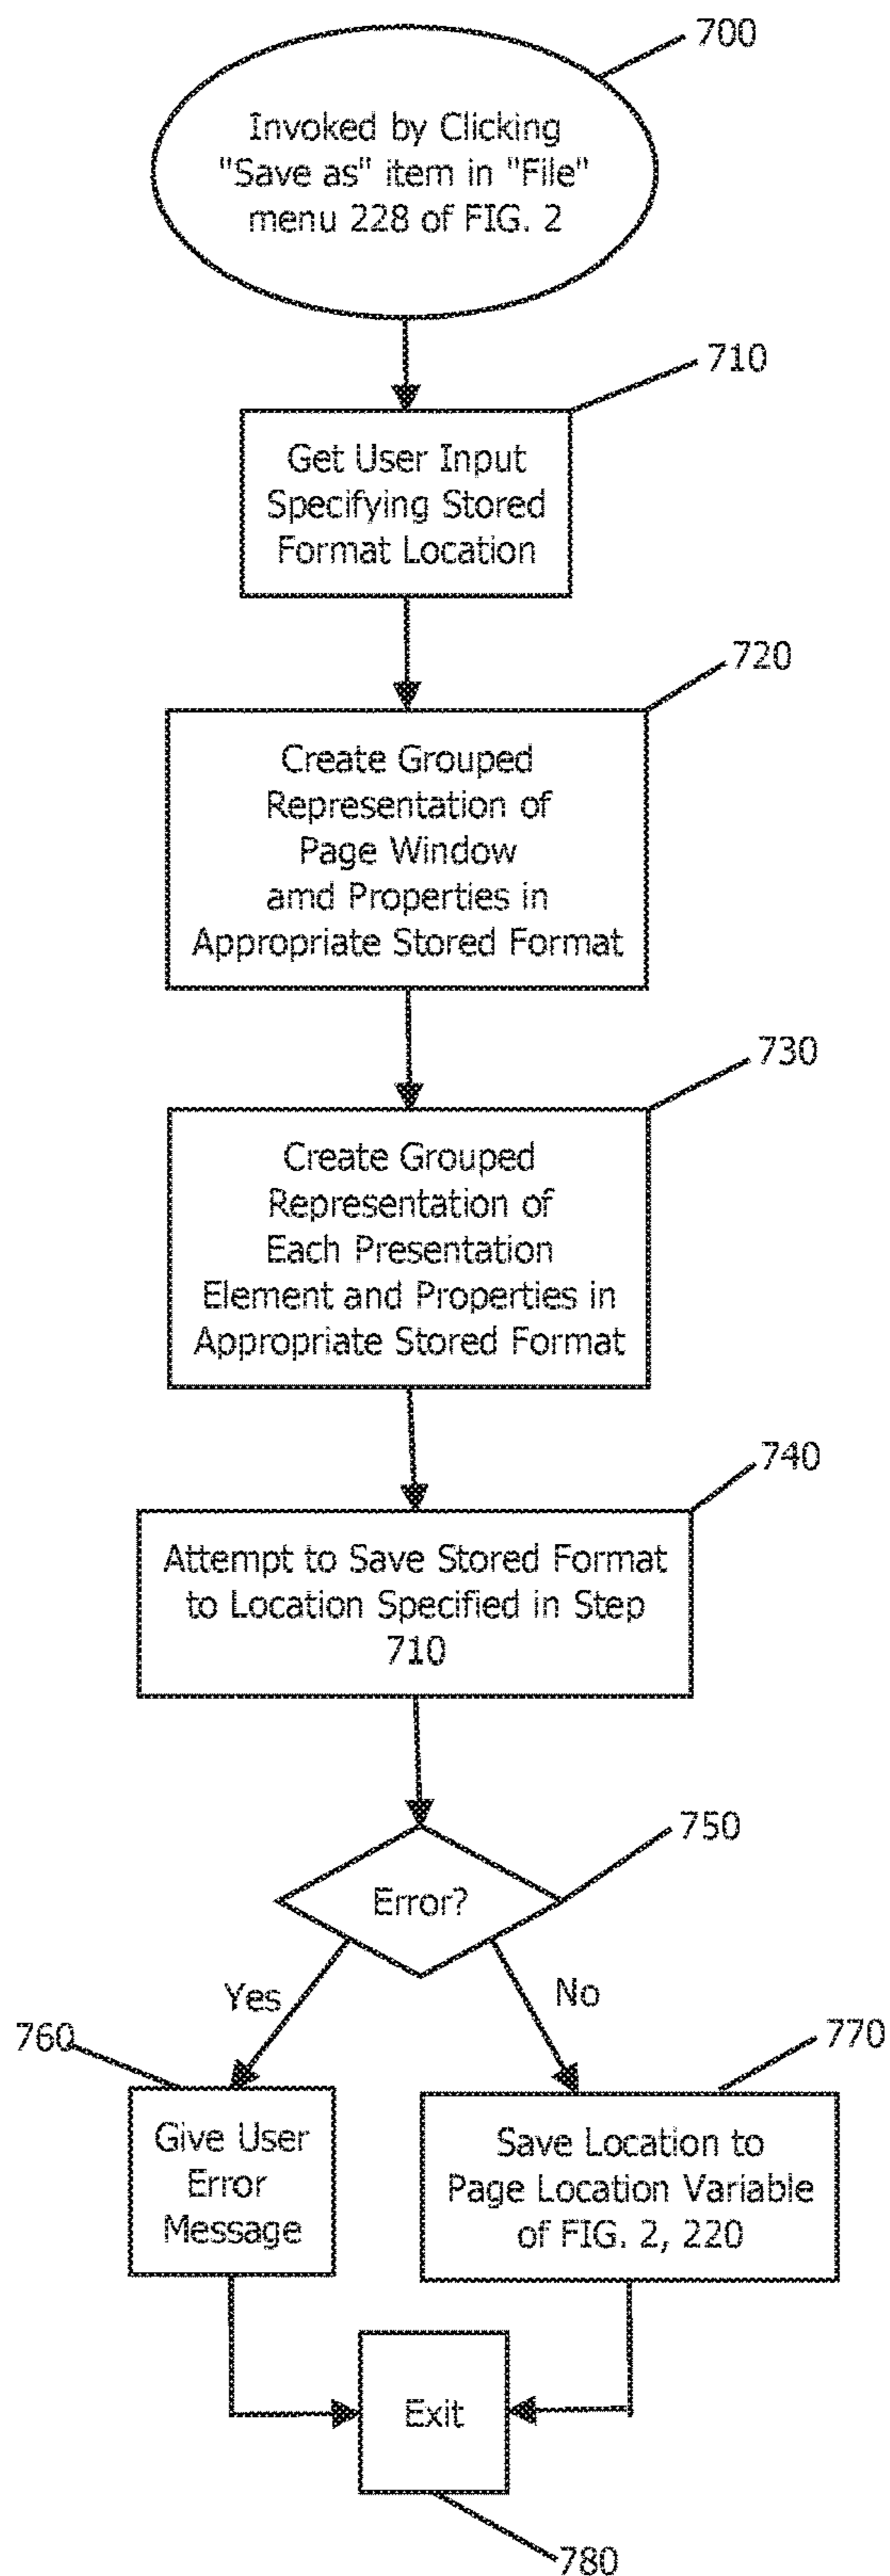 700
Invoked by Clicking
"Save as" item in "File"
menu 228 of FIG. 2
710
Get User Input
Specifying Stored
Format Location
720
Create Grouped
Representation of
Page Window
amd Properties in
Appropriate Stored Format
730
Create Grouped
Representation of
Each Presentation
Element and Properties in
Appropriate Stored Format
740
Attempt to Save Stored Format
to Location Specified in Step
710
750
Error?
Yes
No
760
770
Give User
Error
Message
Save Location to
Page Location Variable
of FIG. 2, 220
Exit
780